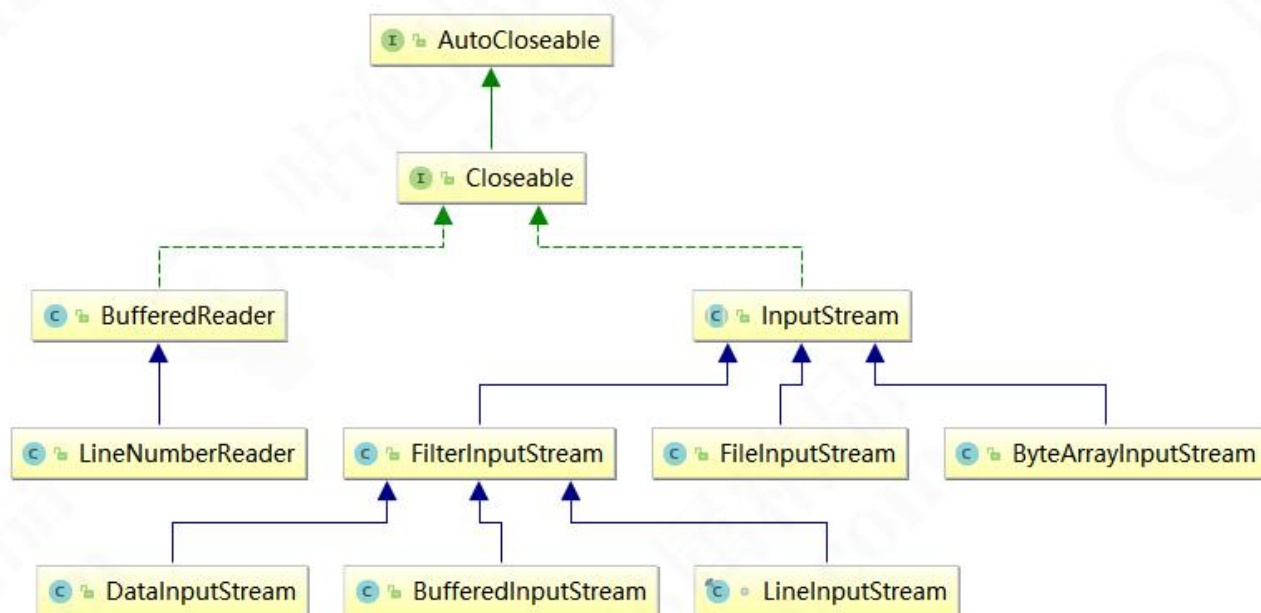 AutoCloseable
Closeable
BufferedReader
InputStream
LineNumberReader
FilterInputStream
FileInputStream
ByteArrayInputStream
DataInputStream
BufferedInputStream
LineInputStream